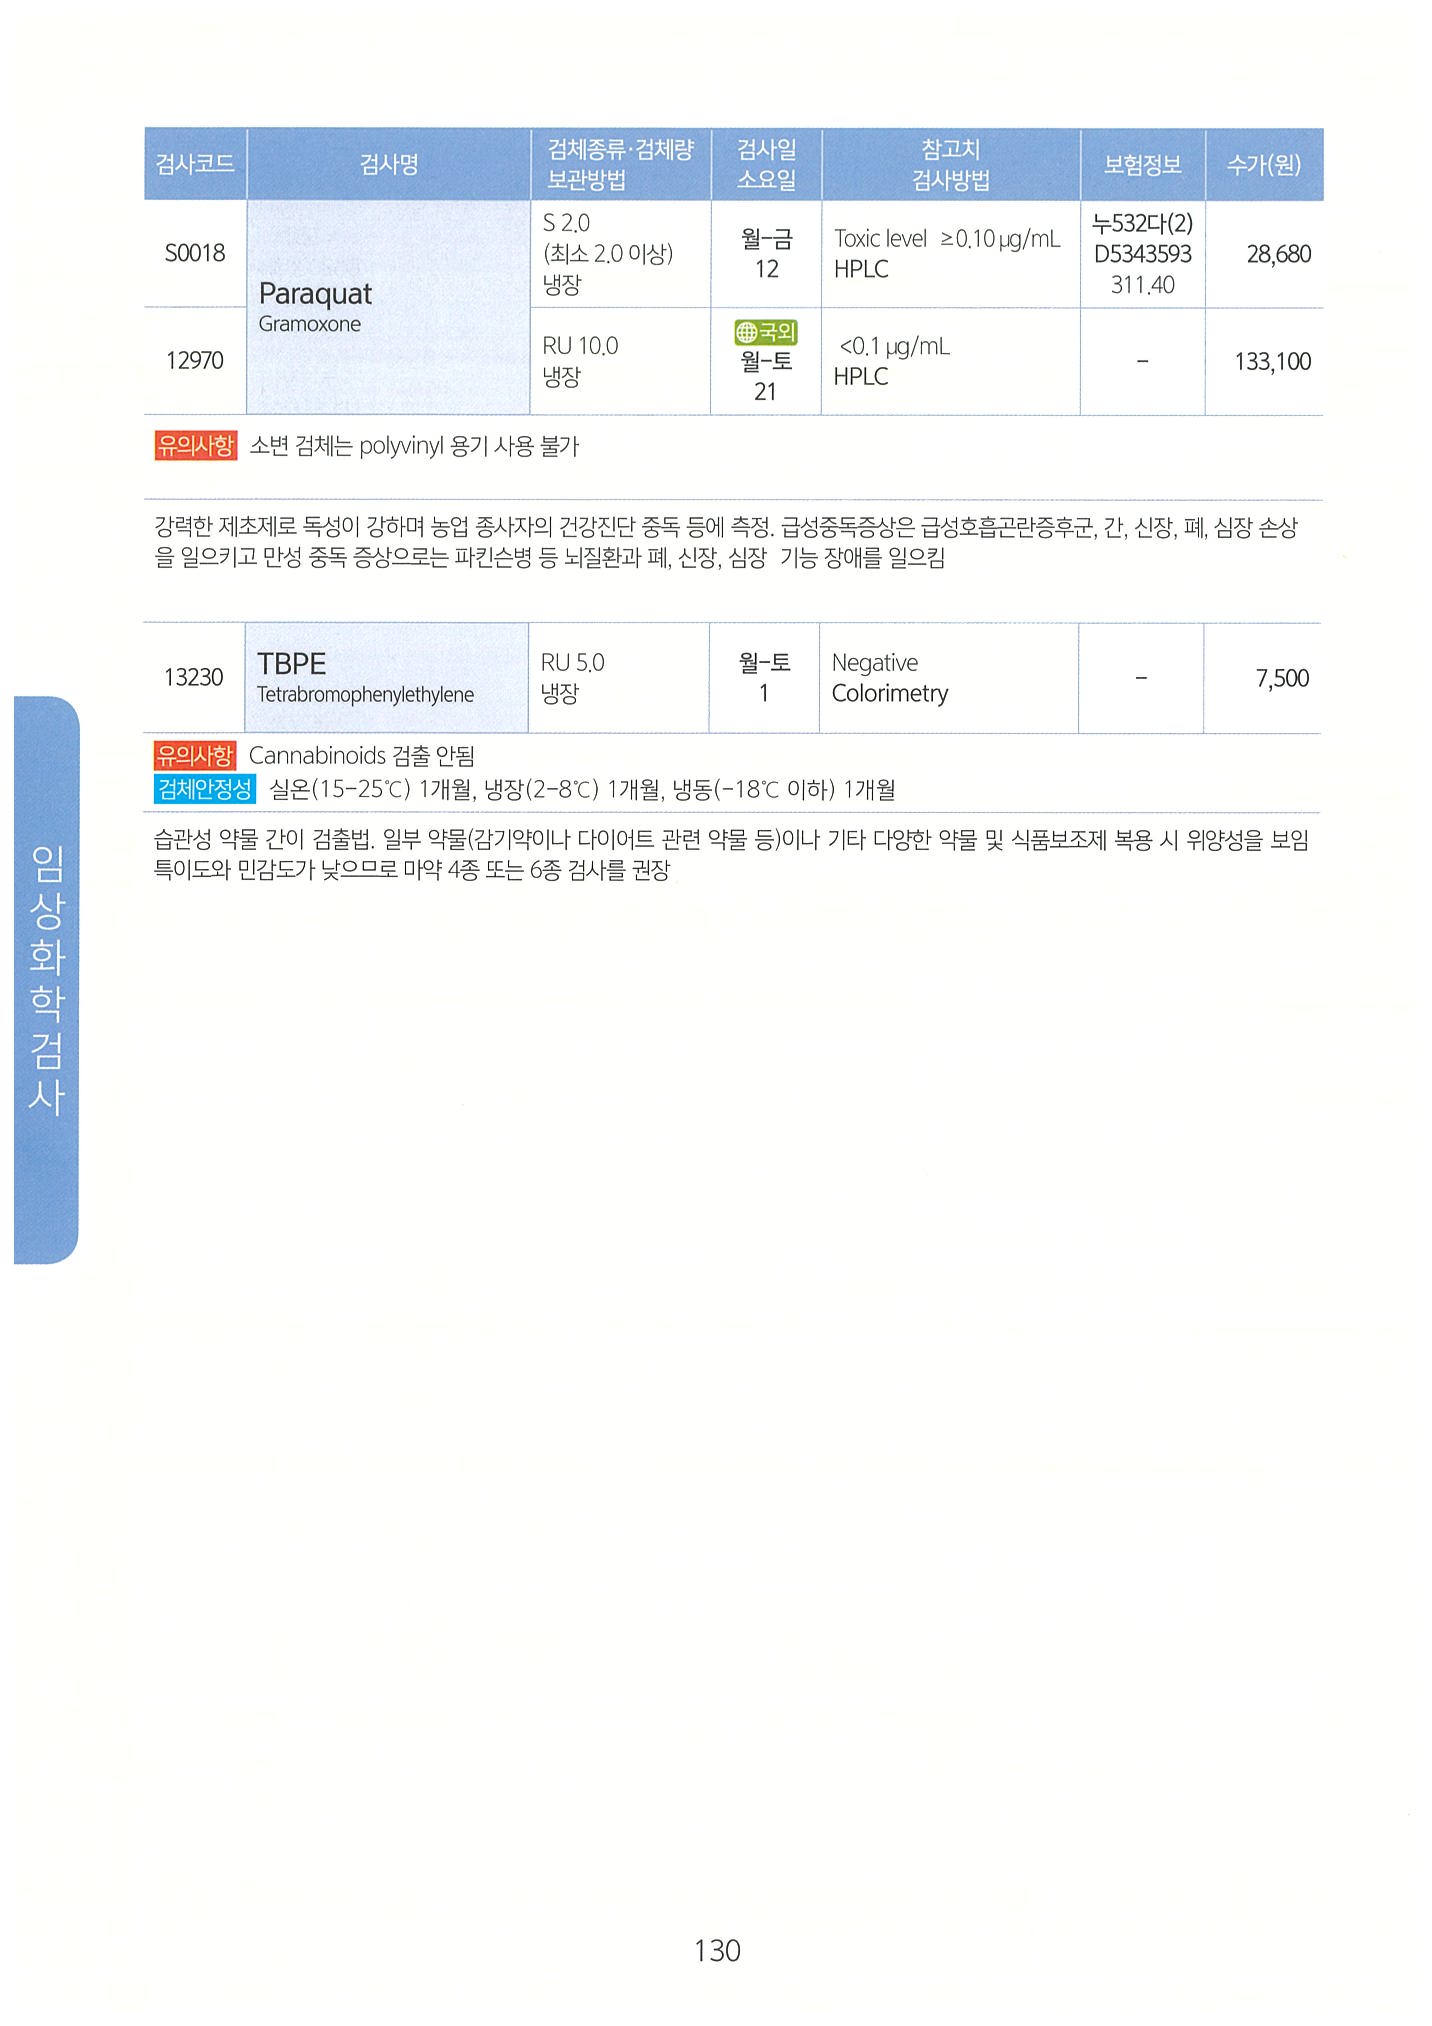 검사코드
검사명
검체종류·검체량
보관방법
검사일
소요일
참고치
검사방법
보험정보
수가(원)
S0018
Paraquat
Gramoxone
S 2.0
(최소 2.0 이상)
냉장
월-금
12
Toxic level ≥0.10 µg/mL
HPLC
누532다(2)
D5343593
311.40
28,680
12970
RU 10.0
냉장
국외
월-토
21
<0.1 µg/mL
HPLC
-
133,100
유의사항 소변 검체는 polyvinyl 용기 사용 불가
강력한 제초제로 독성이 강하며 농업 종사자의 건강진단 중독 등에 측정. 급성중독증상은 급성호흡곤란증후군, 간, 신장, 폐, 심장 손상
을 일으키고 만성 중독 증상으로는 파킨슨병 등 뇌질환과 폐, 신장, 심장 기능 장애를 일으킴
13230
TBPE
Tetrabromophenylethylene
RU 5.0
냉장
월-토
1
Negative
Colorimetry
-
7,500
유의사항 Cannabinoids 검출 안됨
검체안정성 실온(15-25℃) 1개월, 냉장(2-8℃) 1개월, 냉동(-18℃ 이하) 1개월
습관성 약물 간이 검출법. 일부 약물(감기약이나 다이어트 관련 약물 등)이나 기타 다양한 약물 및 식품보조제 복용 시 위양성을 보임
특이도와 민감도가 낮으므로 마약 4종 또는 6종 검사를 권장
임상화학검사
130